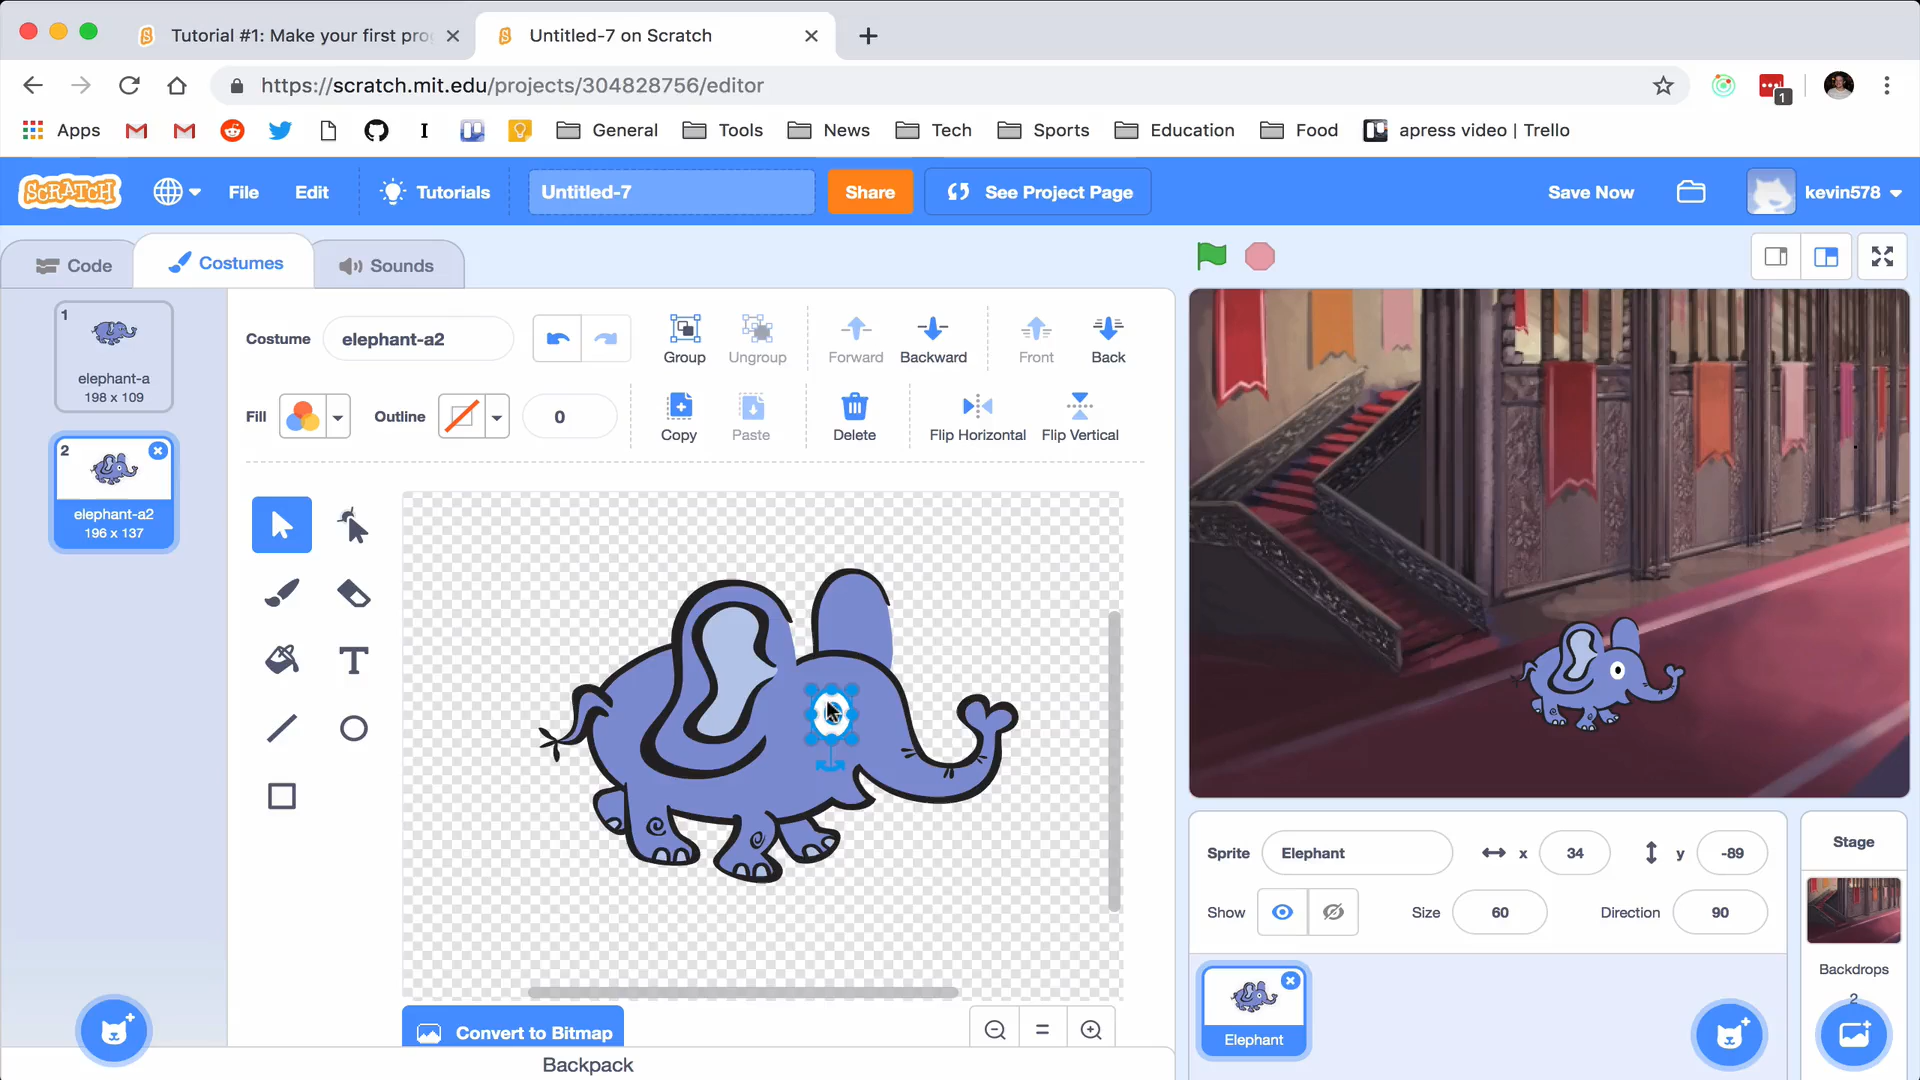 Tutorial #1: Make your first pro
Untitled-7 on Scratch
https://scratch.mit.edu/projects/304828756/editor
1
Apps
General
Tools
News
Tech
Sports
Education
Food
apress video | Trello
SCRATCH
File
Edit
Tutorials
Untitled-7
Share
See Project Page
Save Now
kevin578
Code
Costumes
Sounds
1
elephant-a
198 x 109
2
elephant-a2
196 x 137
Costume
elephant-a2
Group
Ungroup
Forward
Backward
Front
Back
Fill
Outline
0
Copy
Paste
Delete
Flip Horizontal
Flip Vertical
T
Convert to Bitmap
Backpack
Sprite
Elephant
x
34
y
-89
Show
Size
60
Direction
90
Elephant
Stage
Backdrops
2